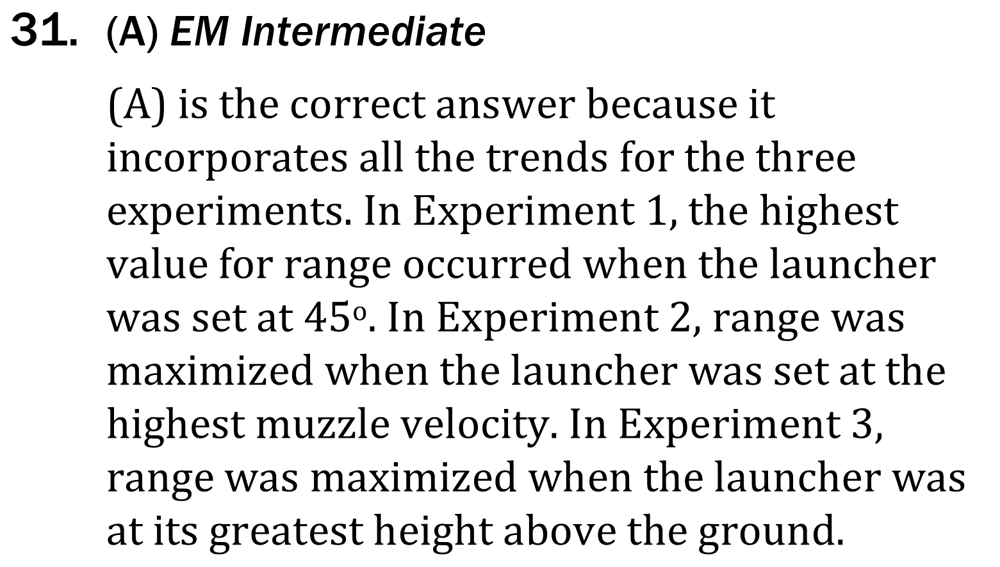 31. (A) EM Intermediate
(A) is the correct answer because it
incorporates all the trends for the three
experiments. In Experiment 1, the highest
value for range occurred when the launcher
was set at 45º. In Experiment 2, range was
maximized when the launcher was set at the
highest muzzle velocity. In Experiment 3,
range was maximized when the launcher was
at its greatest height above the ground.